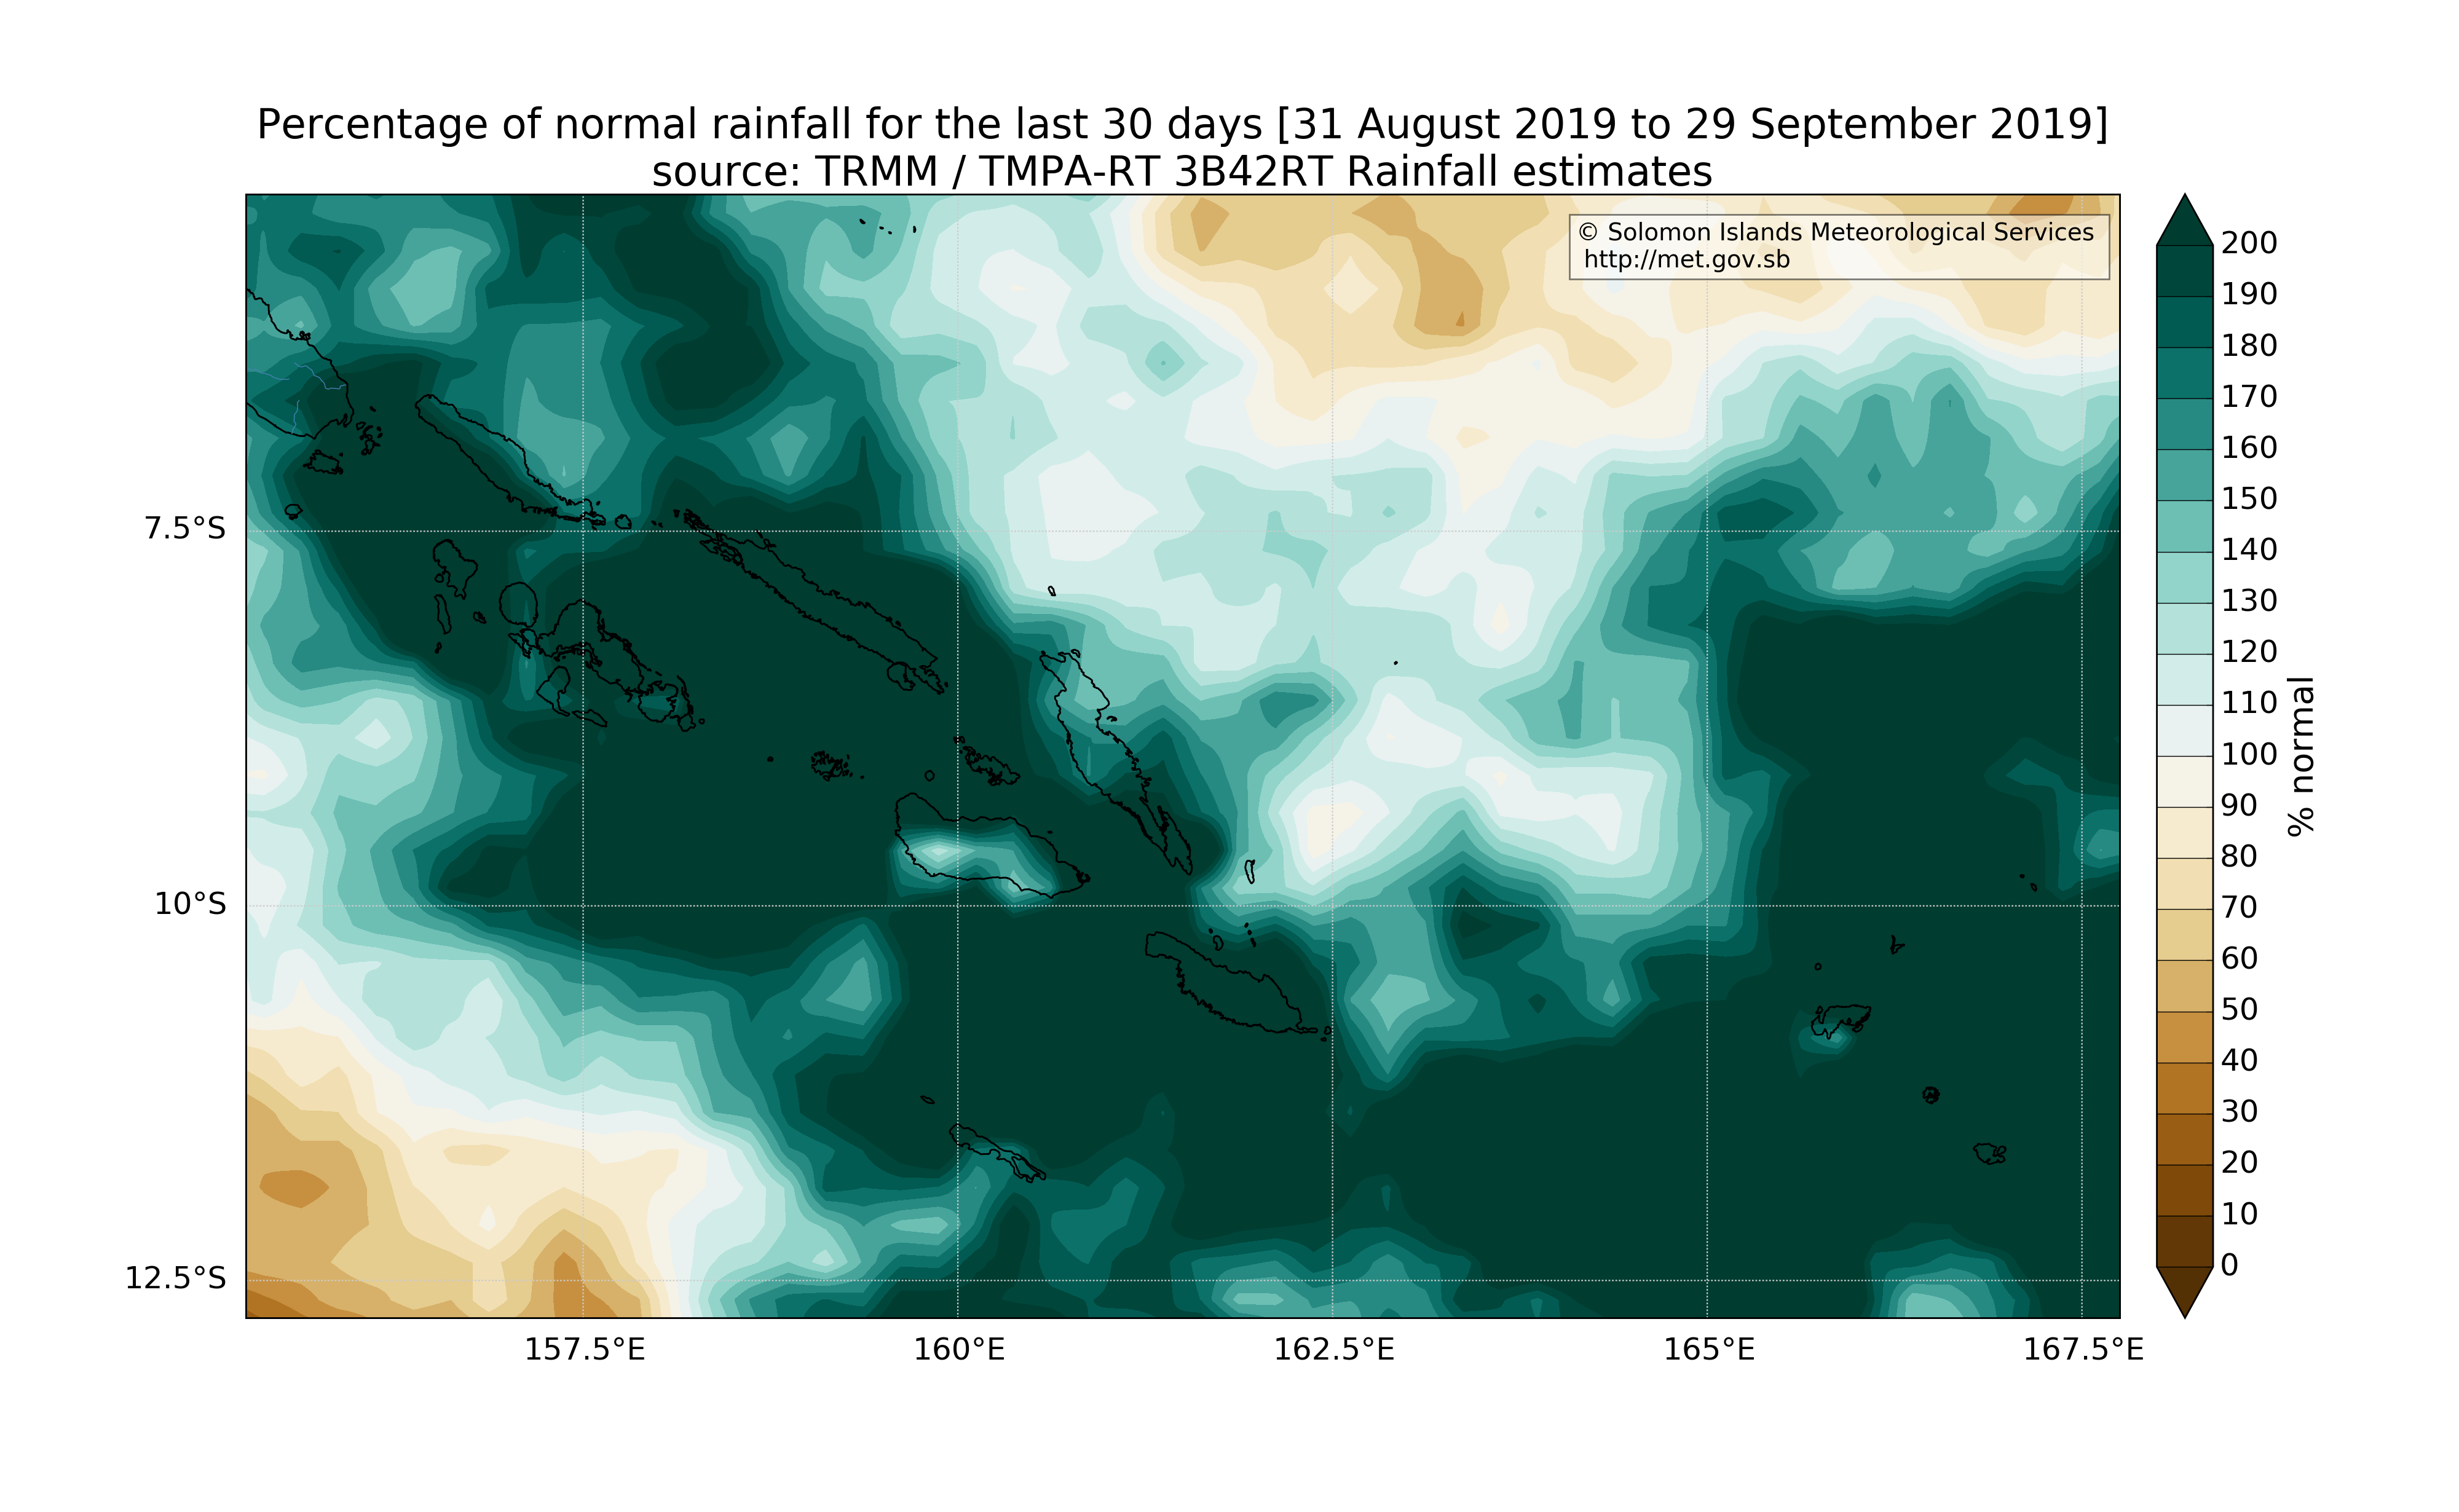 Percentage of normal rainfall for the last 30 days [31 August 2019 to 29 September 2019]
source: TRMM / TMPA-RT 3B42RT Rainfall estimates
© Solomon Islands Meteorological Services
http://met.gov.sb
7.5°S
10°S
12.5°S
157.5°E
160°E
162.5°E
165°E
167.5°E
200
190
180
170
160
150
140
130
120
110
100
90
80
70
60
50
40
30
20
10
0
% normal